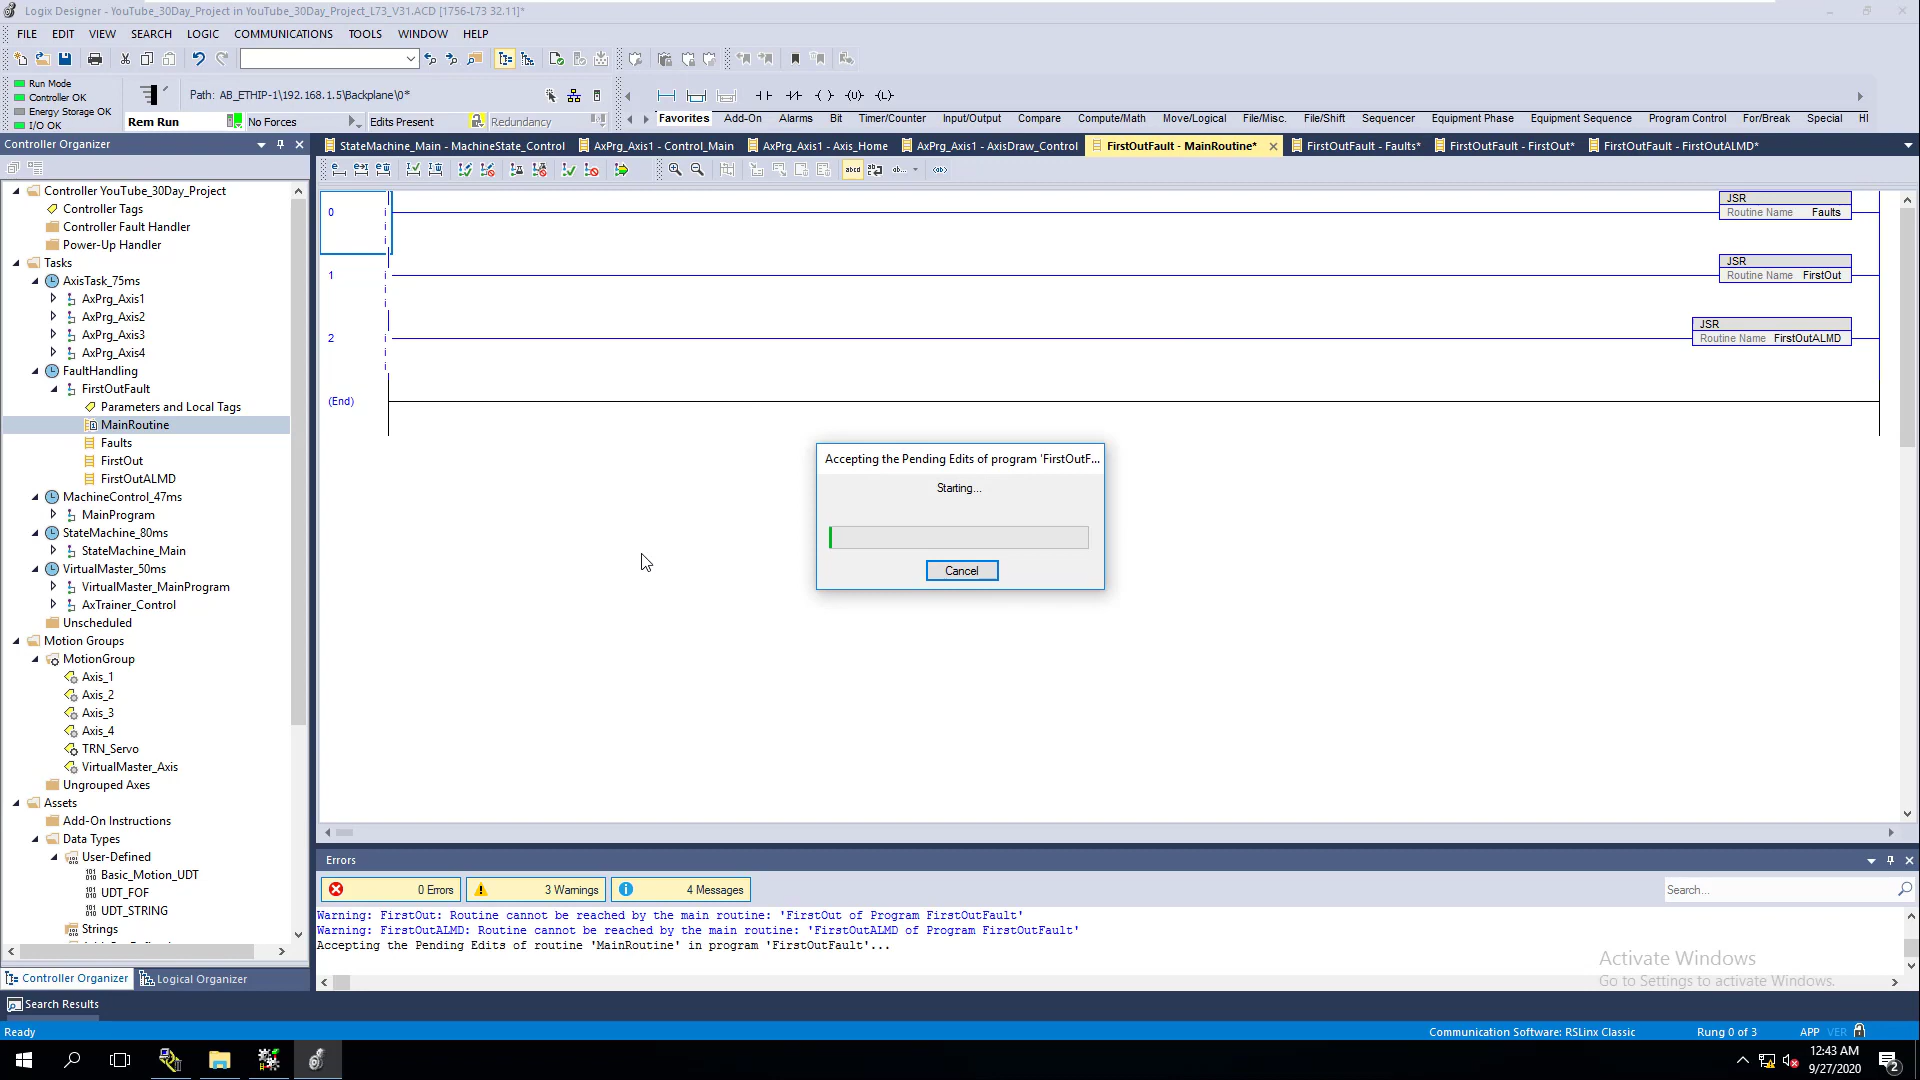 Logix Designer - YouTube_30Day_Project in YouTube_30Day_Project_L73_V31.ACD [1756-L73 32.11]*
FILE EDIT VIEW SEARCH LOGIC COMMUNICATIONS TOOLS WINDOW HELP
Run Mode
Controller OK
Energy Storage OK
I/O OK
Path: AB_ETHIP-1\192.168.1.5\Backplane\0*
Rem Run No Forces Edits Present Redundancy
Favorites Add-On Alarms Bit Timer/Counter Input/Output Compare Compute/Math Move/Logical File/Misc. File/Shift Sequencer Equipment Phase Equipment Sequence Program Control For/Break Special HI
Controller Organizer
StateMachine_Main - MachineState_Control AxPrg_Axis1 - Control_Main AxPrg_Axis1 - Axis_Home AxPrg_Axis1 - AxisDraw_Control FirstOutFault - MainRoutine* FirstOutFault - Faults* FirstOutFault - FirstOut* FirstOutFault - FirstOutALMD*
Controller YouTube_30Day_Project
Controller Tags
Controller Fault Handler
Power-Up Handler
Tasks
AxisTask_75ms
AxPrg_Axis1
AxPrg_Axis2
AxPrg_Axis3
AxPrg_Axis4
FaultHandling
FirstOutFault
Parameters and Local Tags
MainRoutine
Faults
FirstOut
FirstOutALMD
MachineControl_47ms
MainProgram
StateMachine_80ms
StateMachine_Main
VirtualMaster_50ms
VirtualMaster_MainProgram
AxTrainer_Control
Unscheduled
Motion Groups
MotionGroup
Axis_1
Axis_2
Axis_3
Axis_4
TRN_Servo
VirtualMaster_Axis
Ungrouped Axes
Assets
Add-On Instructions
Data Types
User-Defined
Basic_Motion_UDT
UDT_FOF
UDT_STRING
Strings
Controller Organizer Logical Organizer
0
i
i
i
JSR
Routine Name Faults
1
i
i
i
JSR
Routine Name FirstOut
2
i
i
i
JSR
Routine Name FirstOutALMD
(End)
Accepting the Pending Edits of program 'FirstOutF...
Starting...
Cancel
Errors
0 Errors 3 Warnings 4 Messages
Search...
Warning: FirstOut: Routine cannot be reached by the main routine: 'FirstOut of Program FirstOutFault'
Warning: FirstOutALMD: Routine cannot be reached by the main routine: 'FirstOutALMD of Program FirstOutFault'
Accepting the Pending Edits of routine 'MainRoutine' in program 'FirstOutFault'...
Activate Windows
Go to Settings to activate Windows.
Search Results
Ready
Communication Software: RSLinx Classic Rung 0 of 3 APP VER
12:43 AM
9/27/2020
2